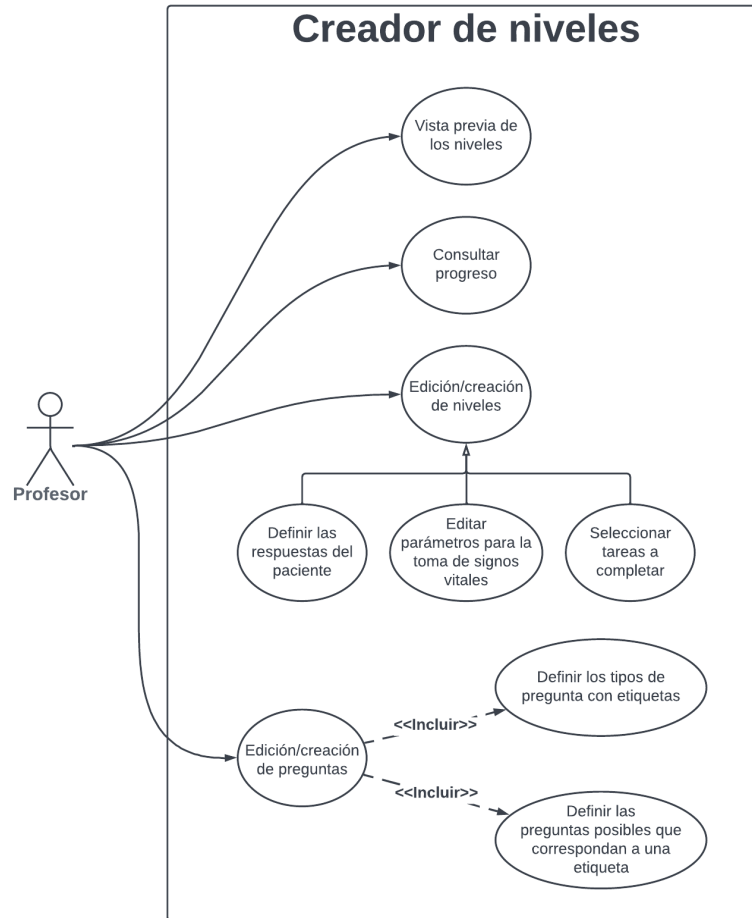 Creador de niveles
Vista previa de
los niveles
Consultar
progreso
Edición/creación
de niveles
Profesor
Definir las
respuestas del
paciente
Editar
parámetros para la
toma de signos
vitales
Seleccionar
tareas a
completar
Definir los tipos de
pregunta con etiquetas
<<Incluir>>
Edición/creación
de preguntas
<<Incluir>>
Definir las
preguntas posibles que
correspondan a una
etiqueta